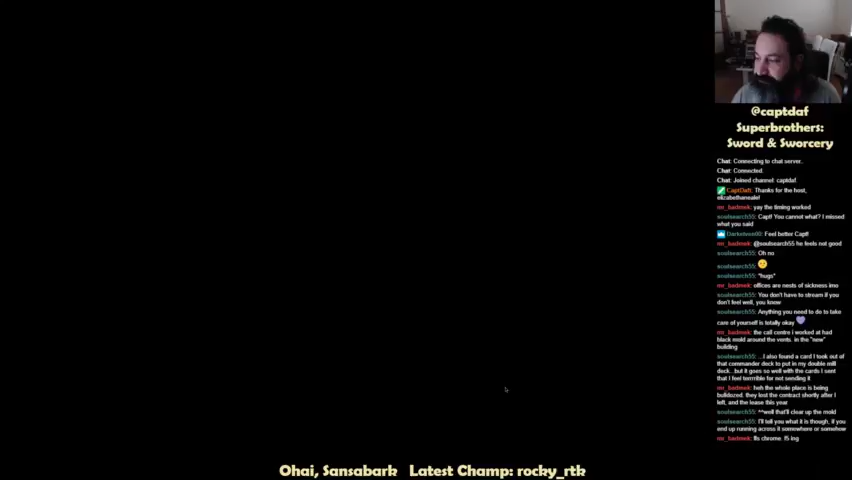 @captdaf
Superbrothers:
Sword & Sworcery
Chat: Connecting to chat server..
Chat: Connected.
Chat: Joined channel: captdaf.
CaptDaft: Thanks for the host,
elizabethaneale!
mr_badmek: yay the timing worked
soulsearch55: Capt! You cannot what? I missed
what you said
Feel better Capt!
mr_badmek: @soulsearch55 he feels not good
soulsearch55: Oh no
soulsearch55:
soulsearch55: *hugs*
mr_badmek: offices are nests of sickness imo
soulsearch55: You don't have to stream if you
don't feel well, you know
soulsearch55: Anything you need to do to take
care of yourself is totally okay
mr_badmek: the call centre i worked at had
black mold around the vents. in the "new"
building
soulsearch55: ...I also found a card I took out of
that commander deck to put in my double mill
deck...but it goes so well with the cards I sent
that I feel terrrrible for not sending it
mr_badmek: heh the whole place is being
bulldozed. they lost the contract shortly after I
left, and the lease this year
soulsearch55: ^^well that'll clear up the mold
soulsearch55: I'll tell you what it is though, if you
end up running across it somewhere or somehow
mr_badmek: ffs chrome. f5 ing
Ohai, Sansabark Latest Champ: rocky_rtk